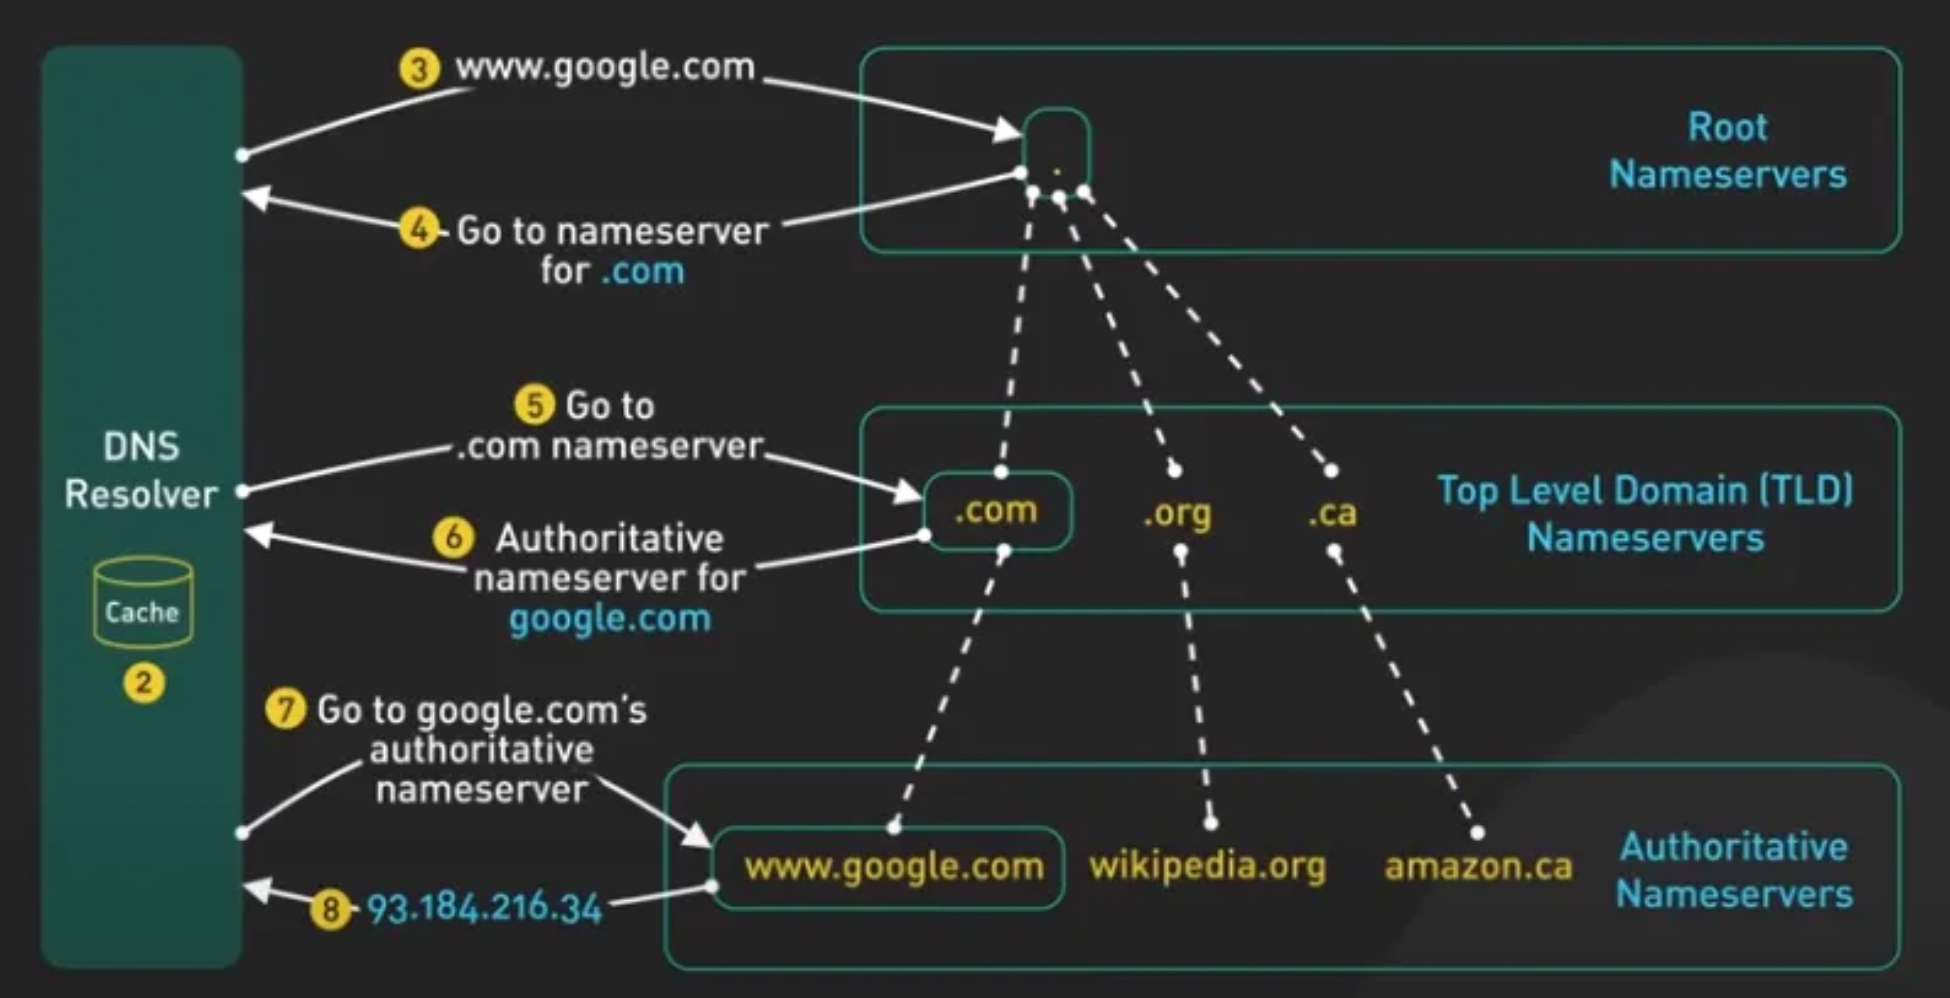 3 www.google.com
Root
Nameservers
.
4 Go to nameserver
for .com
5 Go to
.com nameserver
DNS
Resolver
Cache
2
6 Authoritative
nameserver for
google.com
.com
.org
.ca
Top Level Domain (TLD)
Nameservers
7 Go to google.com's
authoritative
nameserver
8 93.184.216.34
www.google.com
wikipedia.org
amazon.ca
Authoritative
Nameservers